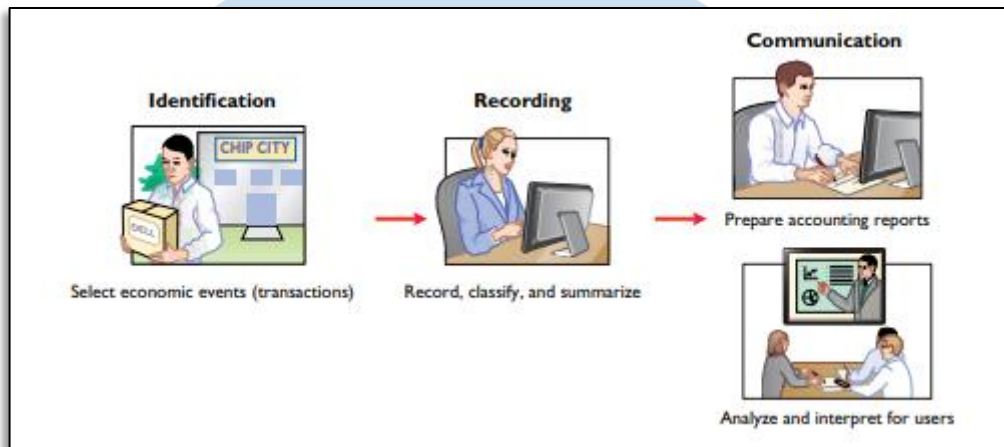 Identification
CHIP CITY
DELL
Select economic events (transactions)
Recording
Record, classify, and summarize
Communication
Prepare accounting reports
Analyze and interpret for users